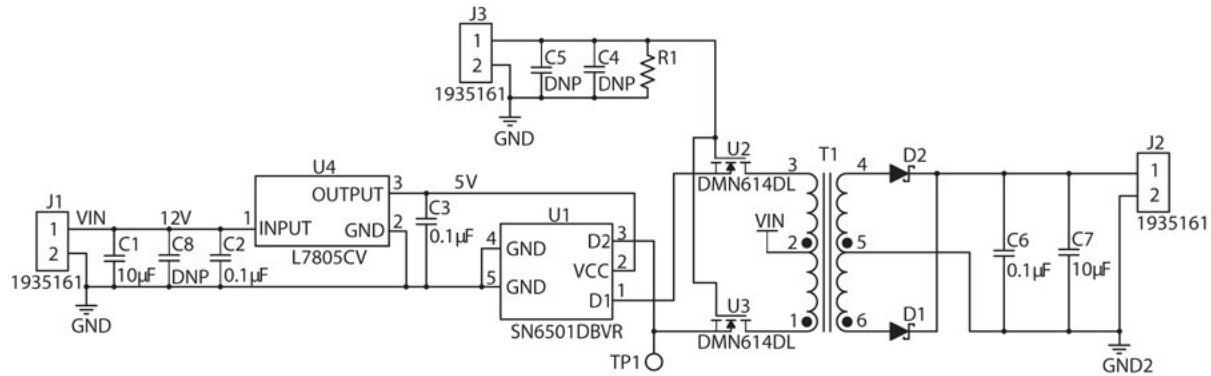 J3
1
2
1935161
GND
C5
DNP
C4
DNP
R1
J1
1
2
1935161
VIN
12V
1
GND
C1
10µF
C8
DNP
C2
0.1µF
U4
OUTPUT
INPUT
GND
L7805CV
3
2
5V
C3
0.1µF
U1
4
GND
5
GND
D2
3
VCC
2
D1
1
SN6501DBVR
TP1
U2
DMN614DL
U3
DMN614DL
VIN
T1
3
2
1
4
5
6
D2
D1
C6
0.1µF
C7
10µF
J2
1
2
1935161
GND2